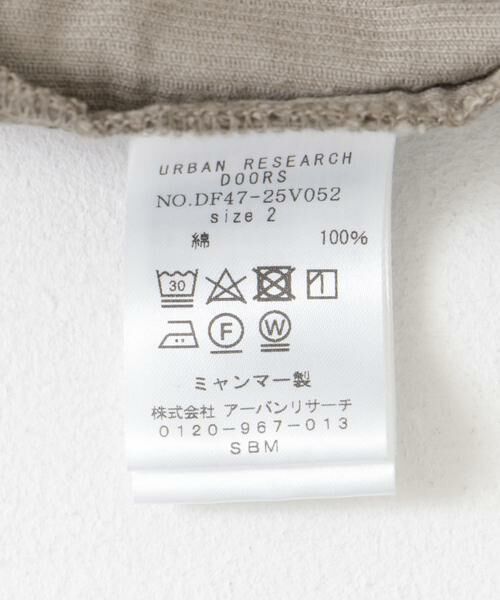 URBAN RESEARCH
DOORS
NO.DF47-25V052
size 2
綿 100%
30
F W
ミャンマー製
株式会社 アーバンリサーチ
0120-967-013
SBM